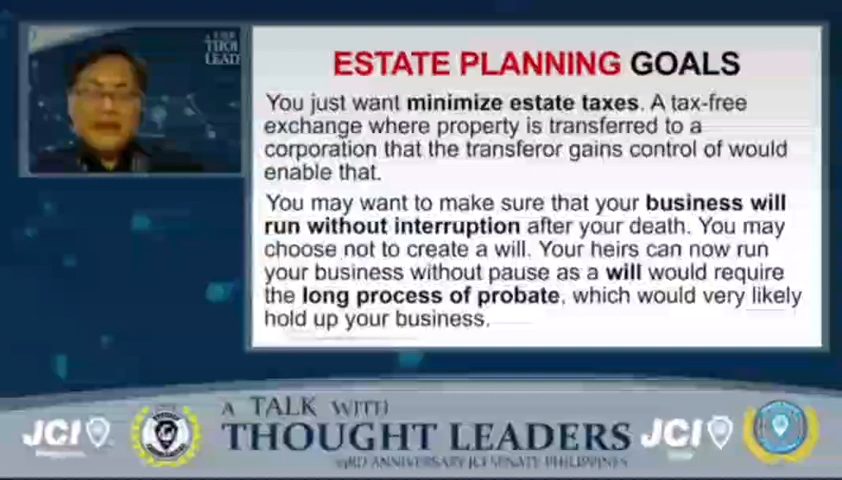 ESTATE PLANNING GOALS
You just want minimize estate taxes. A tax-free
exchange where property is transferred to a
corporation that the transferor gains control of would
enable that.
You may want to make sure that your business will
run without interruption after your death. You may
choose not to create a will. Your heirs can now run
your business without pause as a will would require
the long process of probate, which would very likely
hold up your business.
JCI
A TALK WITH
THOUGHT LEADERS
ANNIVERSARY JCI SENATE PHILIPPINES
JCI